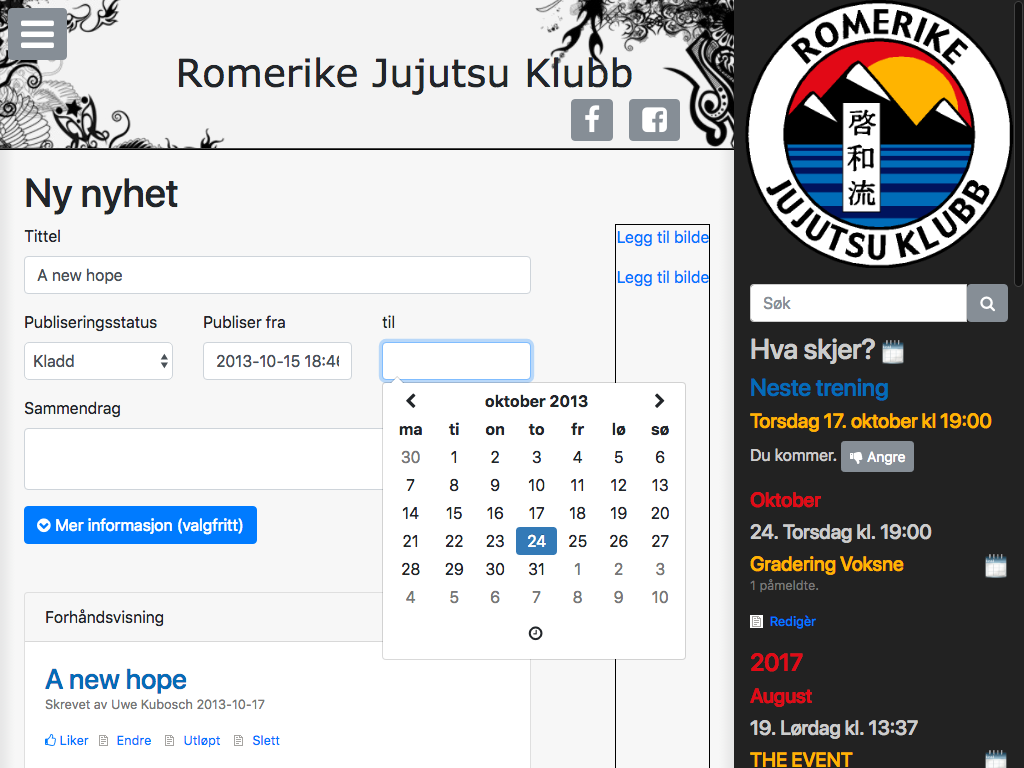 Romerike Jujutsu Klubb
Ny nyhet
Tittel
A new hope
Publiseringsstatus
Publiser fra
til
Kladd
2013-10-15 18:46
Sammendrag
Mer informasjon (valgfritt)
Legg til bilde
Legg til bilde
oktober 2013
ma ti on to fr lø sø
30 1 2 3 4 5 6
7 8 9 10 11 12 13
14 15 16 17 18 19 20
21 22 23 24 25 26 27
28 29 30 31 1 2 3
4 5 6 7 8 9 10
Forhåndsvisning
A new hope
Skrevet av Uwe Kubosch 2013-10-17
Liker Endre Utløpt Slett
ROMERIKE
啓和流
JUJUTSU KLUBB
Søk
Hva skjer?
Neste trening
Torsdag 17. oktober kl 19:00
Du kommer. Angre
Oktober
24. Torsdag kl. 19:00
Gradering Voksne
1 påmeldte.
Redigèr
2017
August
19. Lørdag kl. 13:37
THE EVENT